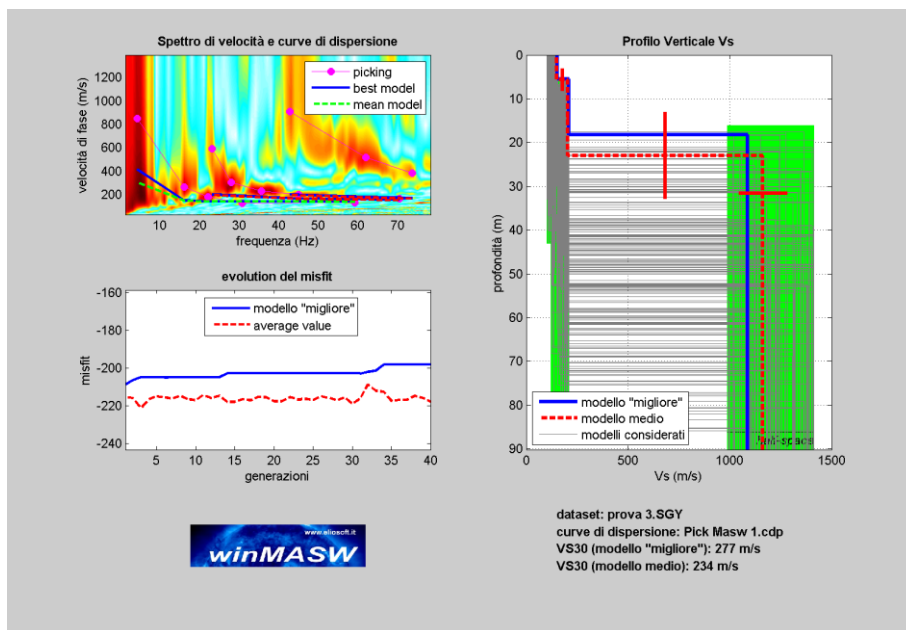 Spettro di velocità e curve di dispersione
velocità di fase (m/s)
1400
1200
1000
800
600
400
200
picking
best model
mean model
10 20 30 40 50 60 70
frequenza (Hz)
evolution del misfit
misfit
-160
-180
-200
-220
-240
modello "migliore"
average value
5 10 15 20 25 30 35 40
generazioni
www.eliosoft.it
winMASW
Profilo Verticale Vs
profondità (m)
0
10
20
30
40
50
60
70
80
90
modello "migliore"
modello medio
modelli considerati
half-space
0 500 1000 1500
Vs (m/s)
dataset: prova 3.SGY
curve di dispersione: Pick Masw 1.cdp
VS30 (modello "migliore"): 277 m/s
VS30 (modello medio): 234 m/s